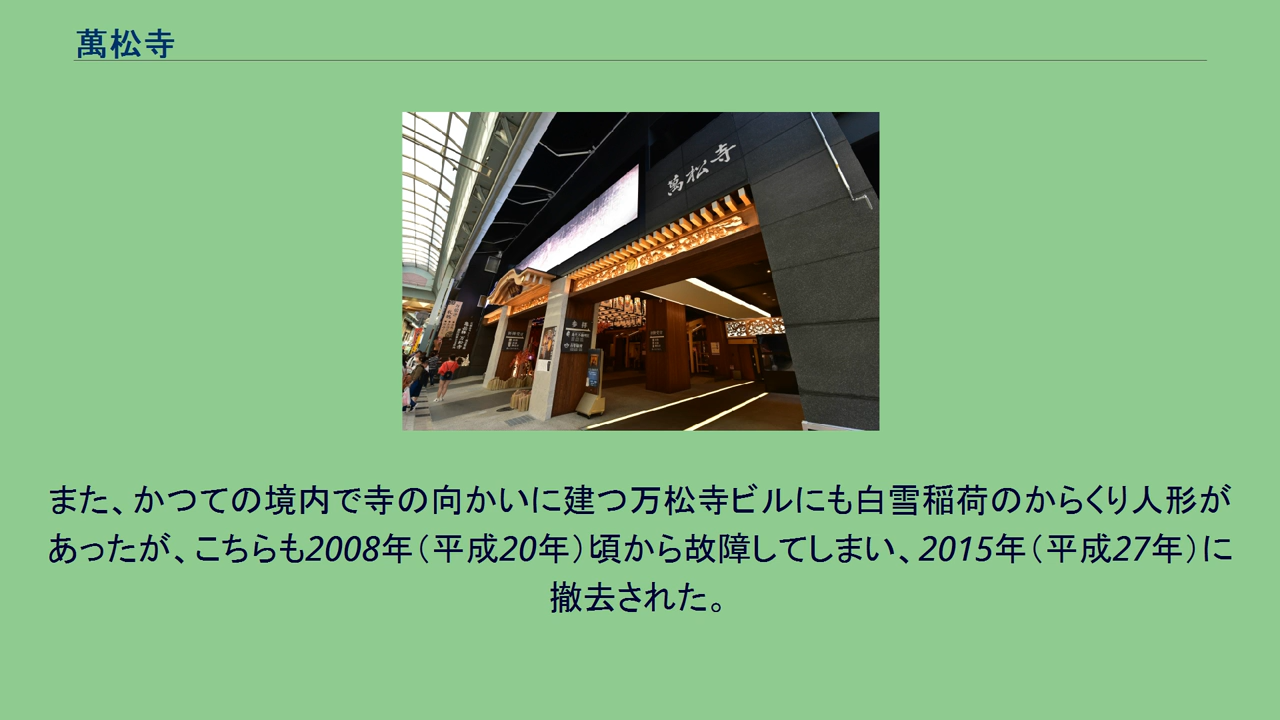 萬松寺
萬松寺
参拝
また、かつての境内で寺の向かいに建つ万松寺ビルにも白雪稲荷のからくり人形が
あったが、こちらも2008年（平成20年）頃から故障してしまい、2015年（平成27年）に
撤去された。